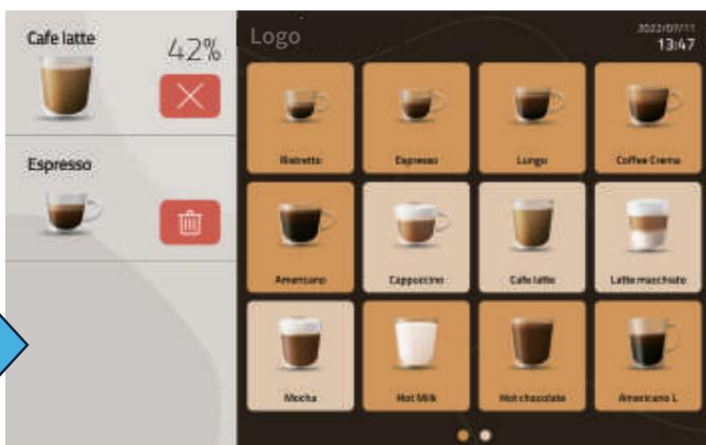 Cafe latte
42%
Espresso
Logo
2022/07/11
13:47
Ristretto
Espresso
Lungo
Coffee Crema
Americano
Cappuccino
Cafe latte
Latte macchiato
Mocha
Hot Milk
Hot chocolate
Americano L